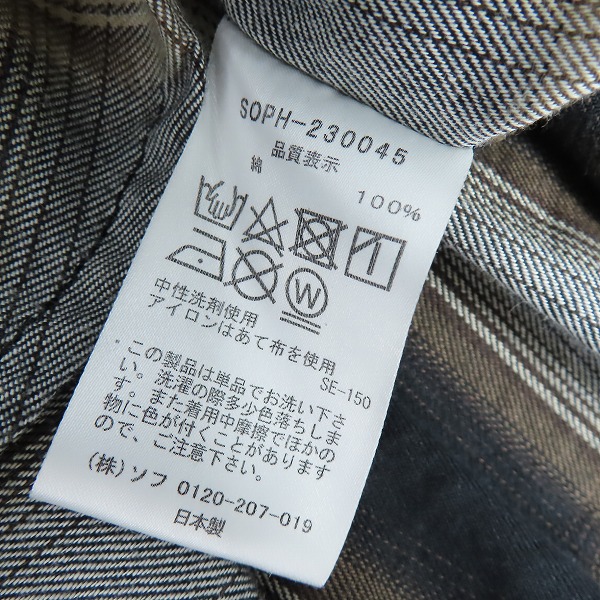 SOPH-230045
品質表示
綿 100%
W
中性洗剤使用
アイロンはあて布を使用
SE-150
*この製品は単品でお洗い下さ
い。洗濯の際多少色落ちしま
す。また着用中摩擦でほかの
物に色が付くことがあります
ので、ご注意下さい。
(株)ソフ 0120-207-019
日本製